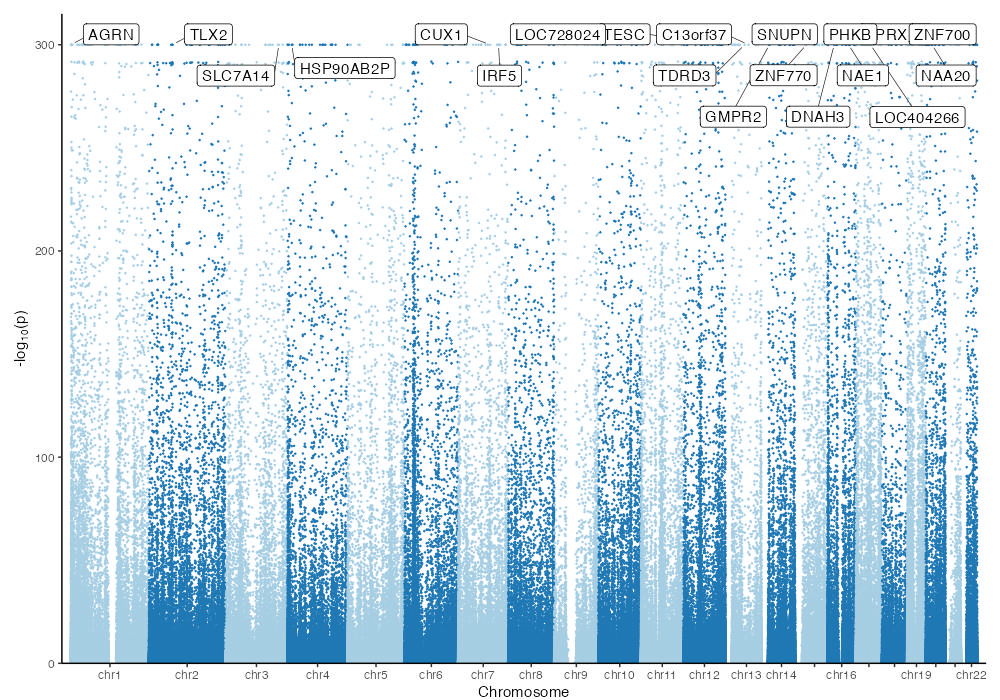 AGRN TLX2 CUX1 LOC728024 TESC C13orf37 SNUPN PHKB PRX ZNF700
SLC7A14 HSP90AB2P IRF5 TDRD3 ZNF770 NAE1 NAA20
GMPR2 DNAH3 LOC404266
300
200
100
0
-log10(p)
chr1 chr2 chr3 chr4 chr5 chr6 chr7 chr8 chr9 chr10 chr11 chr12 chr13 chr14 chr16 chr19 chr22
Chromosome